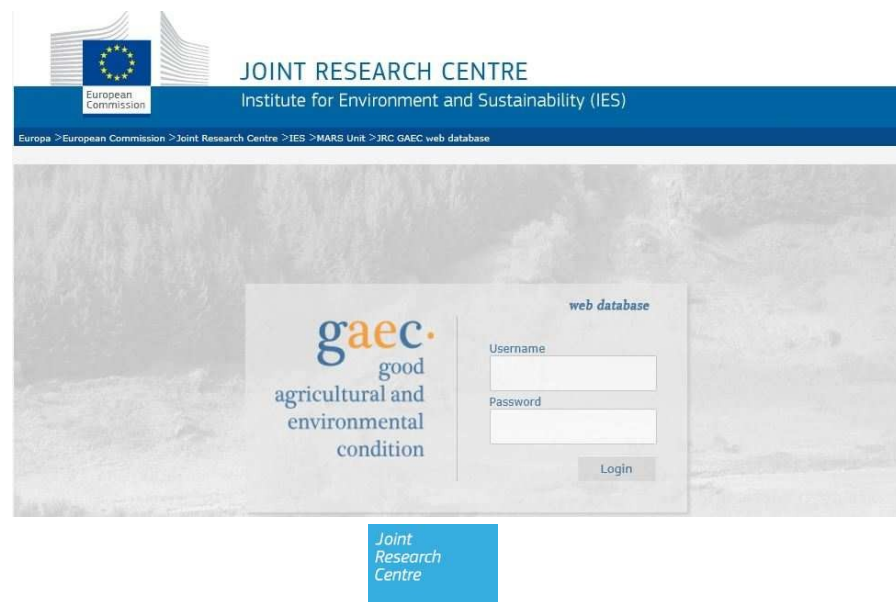 JOINT RESEARCH CENTRE
European
Commission
Institute for Environment and Sustainability (IES)
Europa >European Commission >Joint Research Centre >IES >MARS Unit >JRC GAEC web database
web database
gaec.
good
agricultural and
environmental
condition
Username
Password
Login
Joint
Research
Centre